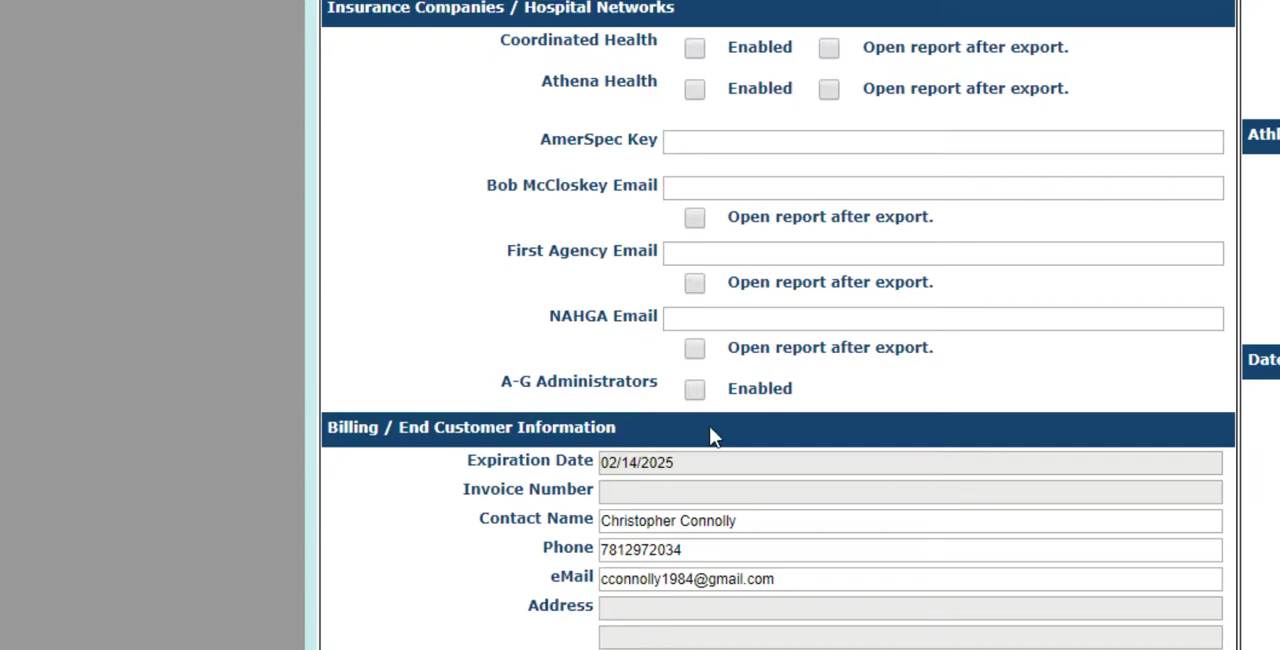 Insurance Companies / Hospital Networks
Coordinated Health Enabled Open report after export.
Athena Health Enabled Open report after export.
AmerSpec Key
Bob McCloskey Email
Open report after export.
First Agency Email
Open report after export.
NAHGA Email
Open report after export.
A-G Administrators Enabled
Billing / End Customer Information
Expiration Date 02/14/2025
Invoice Number
Contact Name Christopher Connolly
Phone 7812972034
eMail cconnolly1984@gmail.com
Address